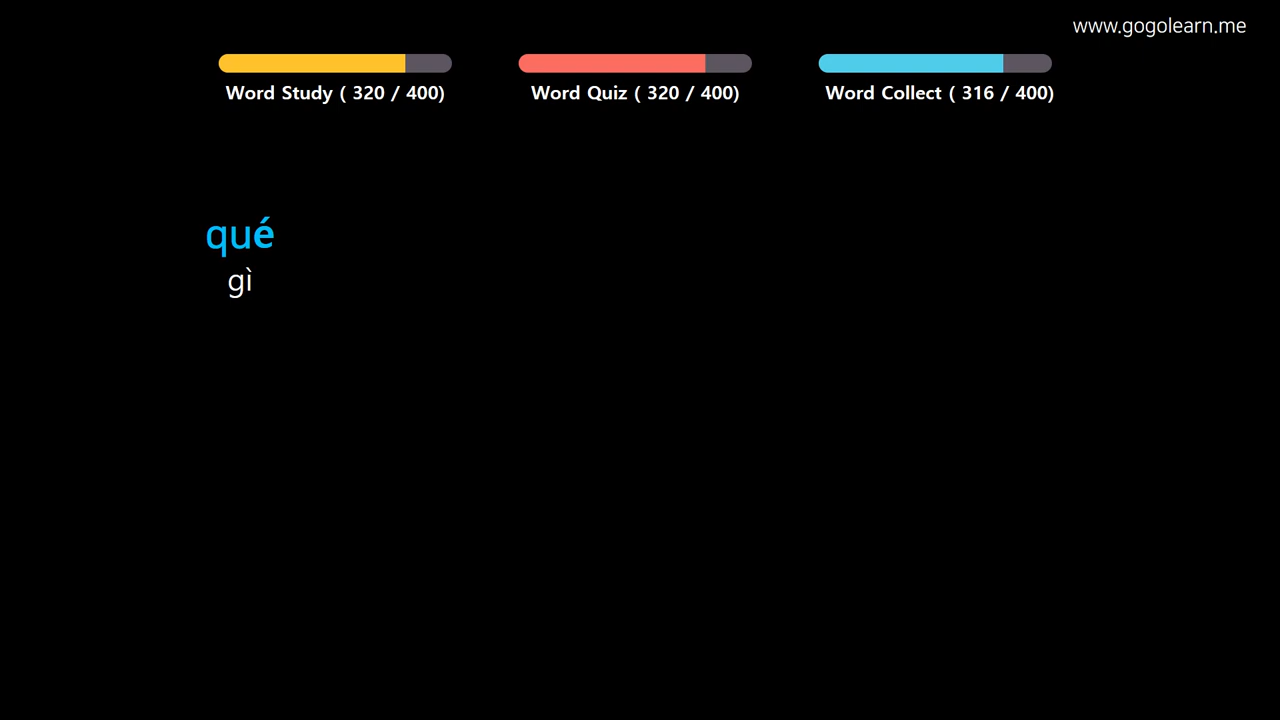 www.gogolearn.me
Word Study ( 320 / 400)
Word Quiz ( 320 / 400)
Word Collect ( 316 / 400)
qué
gì